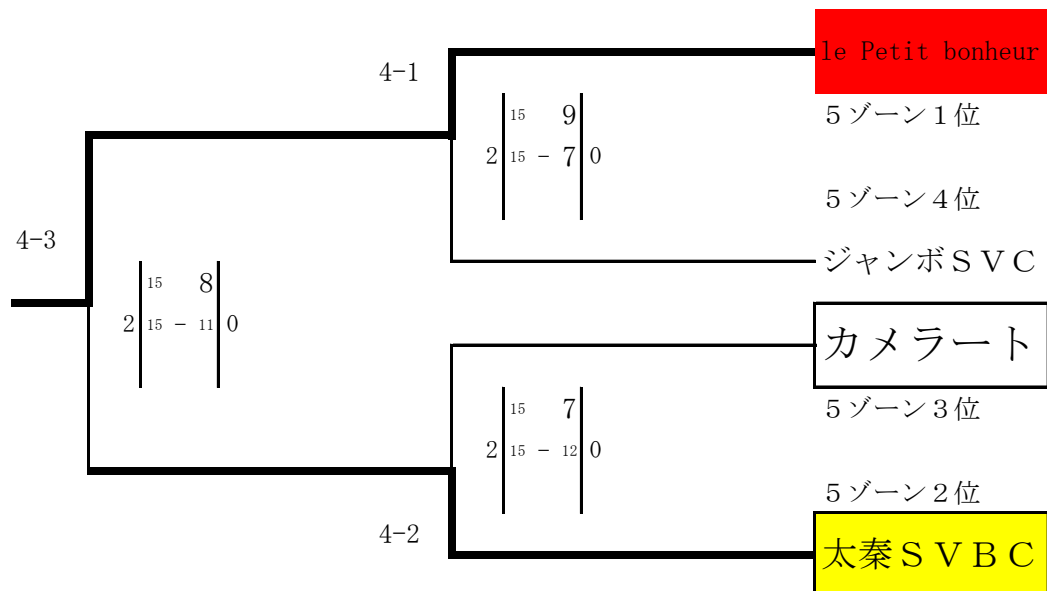 le Petit bonheur
4-1
15 9
5ゾーン1位
2 15 - 7 0
5ゾーン4位
4-3
ジャンボSVC
15 8
2 15 - 11 0
カメラート
15 7
5ゾーン3位
2 15 - 12 0
5ゾーン2位
4-2
太秦SVBC